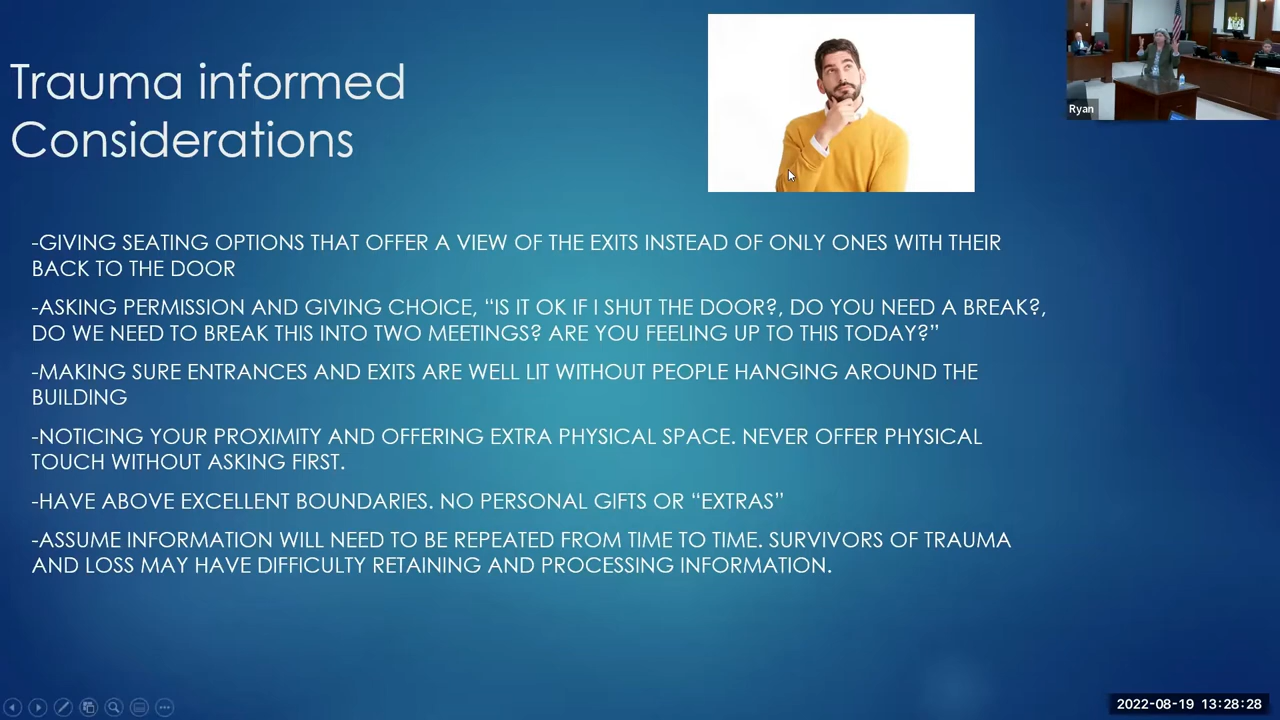 Trauma informed
Considerations
Ryan
-GIVING SEATING OPTIONS THAT OFFER A VIEW OF THE EXITS INSTEAD OF ONLY ONES WITH THEIR
BACK TO THE DOOR
-ASKING PERMISSION AND GIVING CHOICE, “IS IT OK IF I SHUT THE DOOR?, DO YOU NEED A BREAK?,
DO WE NEED TO BREAK THIS INTO TWO MEETINGS? ARE YOU FEELING UP TO THIS TODAY?”
-MAKING SURE ENTRANCES AND EXITS ARE WELL LIT WITHOUT PEOPLE HANGING AROUND THE
BUILDING
-NOTICING YOUR PROXIMITY AND OFFERING EXTRA PHYSICAL SPACE. NEVER OFFER PHYSICAL
TOUCH WITHOUT ASKING FIRST.
-HAVE ABOVE EXCELLENT BOUNDARIES. NO PERSONAL GIFTS OR “EXTRAS”
-ASSUME INFORMATION WILL NEED TO BE REPEATED FROM TIME TO TIME. SURVIVORS OF TRAUMA
AND LOSS MAY HAVE DIFFICULTY RETAINING AND PROCESSING INFORMATION.
2022-08-19 13:28:28